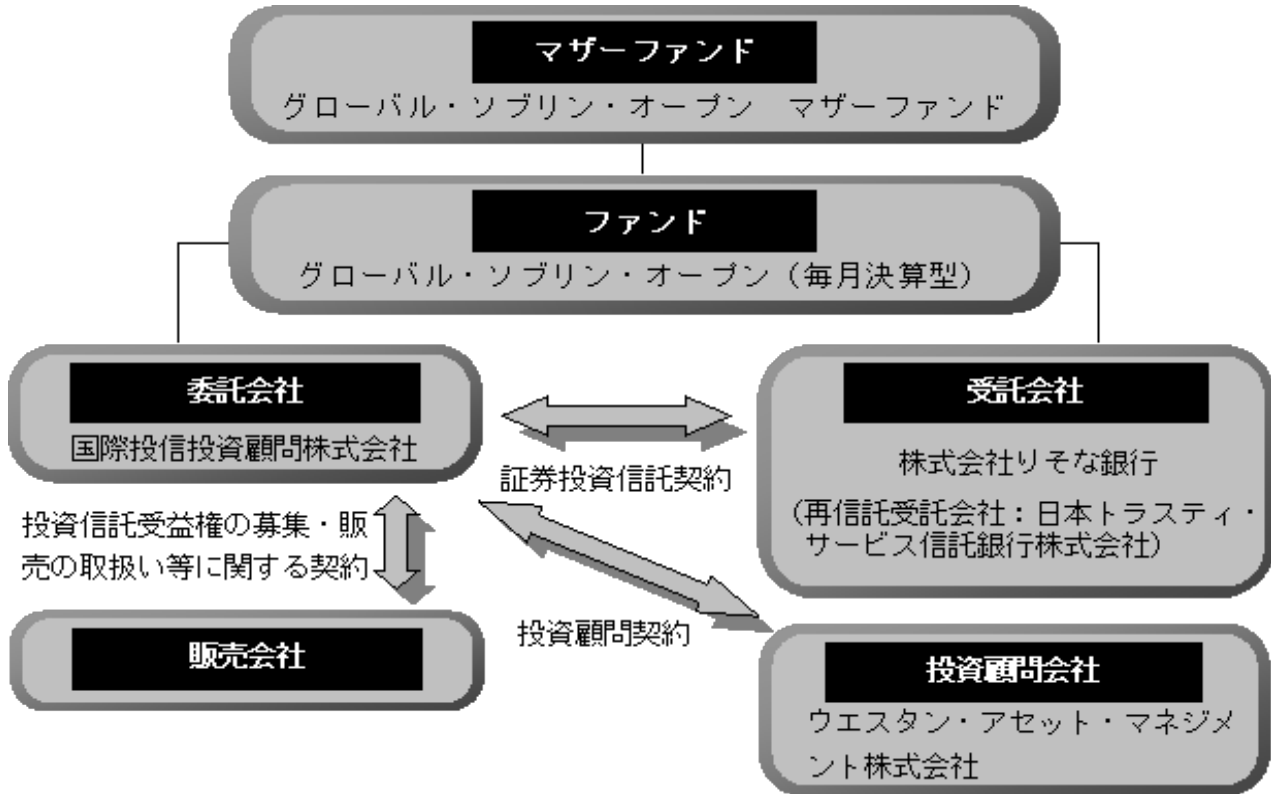 マザーファンド
グローバル・ソブリン・オープン　マザーファンド
ファンド
グローバル・ソブリン・オープン（毎月決算型）
委託会社
国際投信投資顧問株式会社
受託会社
株式会社りそな銀行
（再信託受託会社：日本トラスティ・
サービス信託銀行株式会社）
証券投資信託契約
投資信託受益権の募集・販
売の取扱い等に関する契約
投資顧問契約
販売会社
投資顧問会社
ウエスタン・アセット・マネジメ
ント株式会社